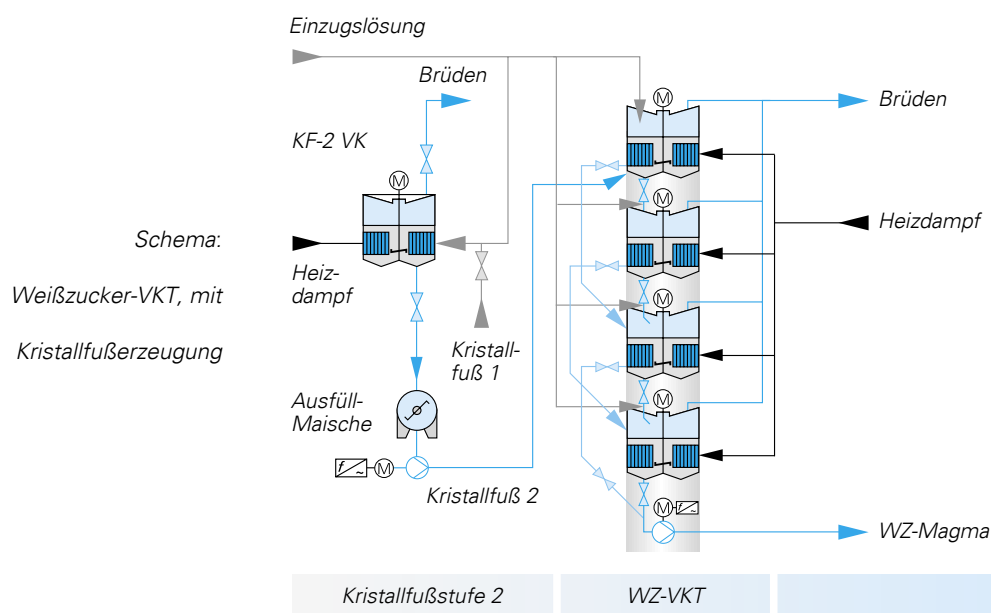 Einzugslösung
Brüden
Brüden
KF-2 VK
M
M
Schema:
Weißzucker-VKT, mit
Kristallfußerzeugung
Heiz-
dampf
Heizdampf
M
M
M
Kristall-
fuß 1
Ausfüll-
Maische
f ~
M
Kristallfuß 2
M
f ~
WZ-Magma
Kristallfußstufe 2
WZ-VKT